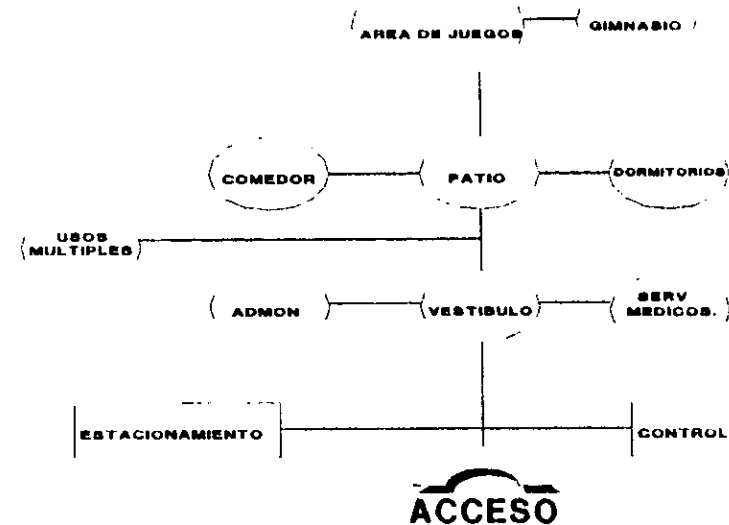 AREA DE JUEGOS
GIMNASIO
COMEDOR
PATIO
DORMITORIOS
USOS
MULTIPLES
ADMON
VESTIBULO
SERV
MEDICOS.
ESTACIONAMIENTO
CONTROL
ACCESO